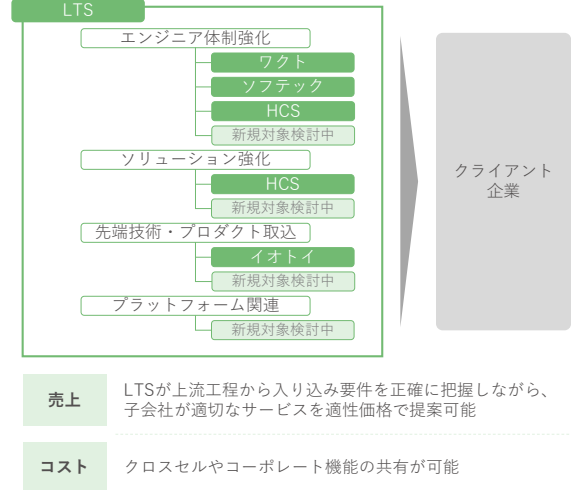 LTS
エンジニア体制強化
ワクト
ソフテック
HCS
新規対象検討中
ソリューション強化
HCS
新規対象検討中
先端技術・プロダクト取込
イオトイ
新規対象検討中
プラットフォーム関連
新規対象検討中
クライアント
企業
売上
LTSが上流工程から入り込み要件を正確に把握しながら、
子会社が適切なサービスを適性価格で提案可能
コスト
クロスセルやコーポレート機能の共有が可能